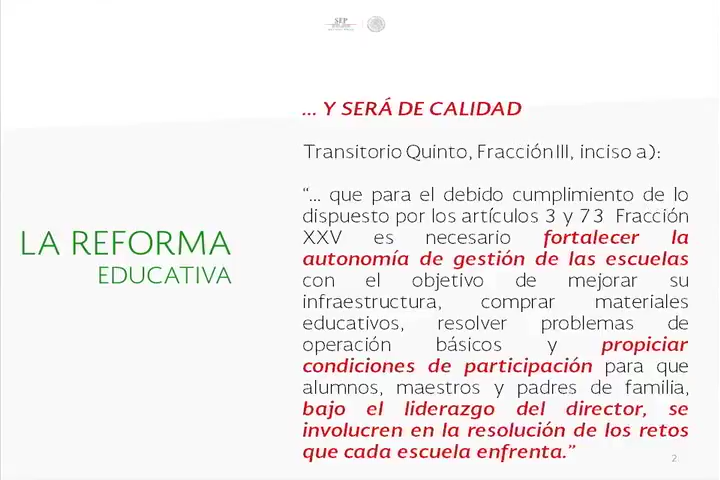 SEP
LA REFORMA
EDUCATIVA
... Y SERÁ DE CALIDAD
Transitorio Quinto, Fracción III, inciso a):
“... que para el debido cumplimiento de lo
dispuesto por los artículos 3 y 73 Fracción
XXV es necesario fortalecer la
autonomía de gestión de las escuelas
con el objetivo de mejorar su
infraestructura, comprar materiales
educativos, resolver problemas de
operación básicos y propiciar
condiciones de participación para que
alumnos, maestros y padres de familia,
bajo el liderazgo del director, se
involucren en la resolución de los retos
que cada escuela enfrenta.”
2